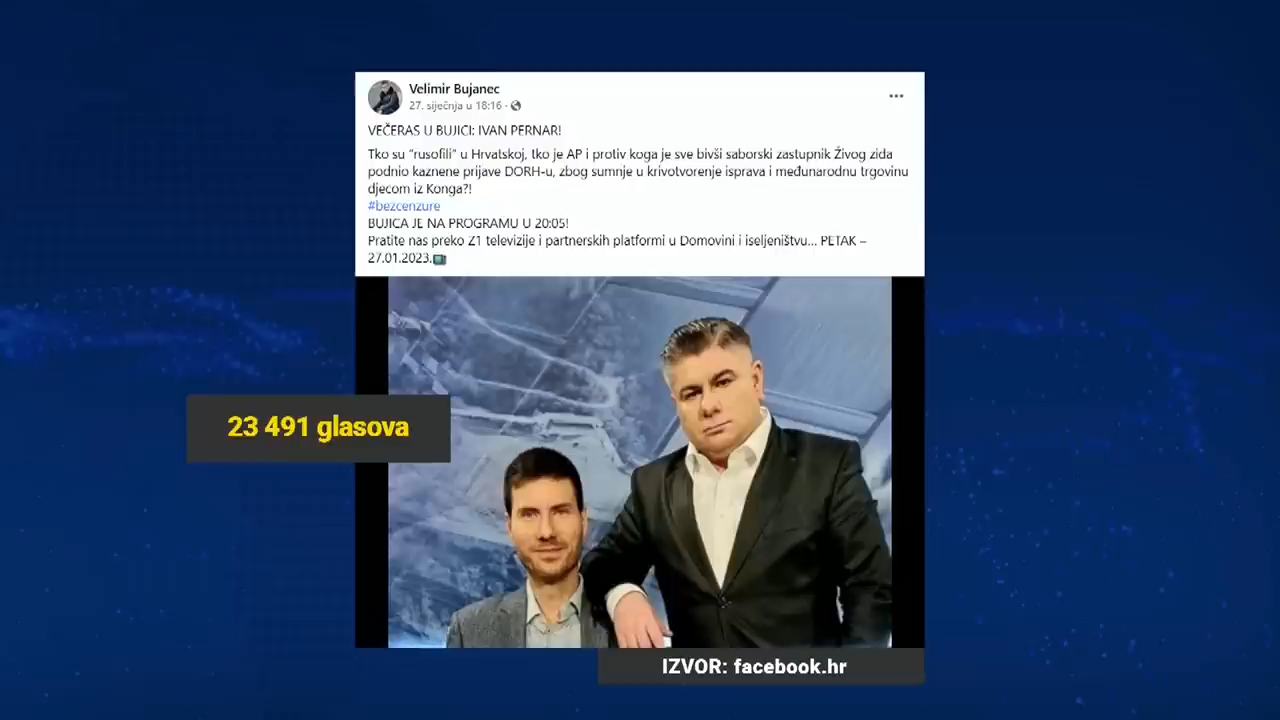 Velimir Bujanec
27. siječnja u 18:16 ·
VEČERAS U BUJICI: IVAN PERNAR!
Tko su "rusofili" u Hrvatskoj, tko je AP i protiv koga je sve bivši saborski zastupnik Živog zida
podnio kaznene prijave DORH-u, zbog sumnje u krivotvorenje isprava i međunarodnu trgovinu
djecom iz Konga?!
#bezcenzure
BUJICA JE NA PROGRAMU U 20:05!
Pratite nas preko Z1 televizije i partnerskih platformi u Domovini i iseljeništvu... PETAK –
27.01.2023.
23 491 glasova
IZVOR: facebook.hr